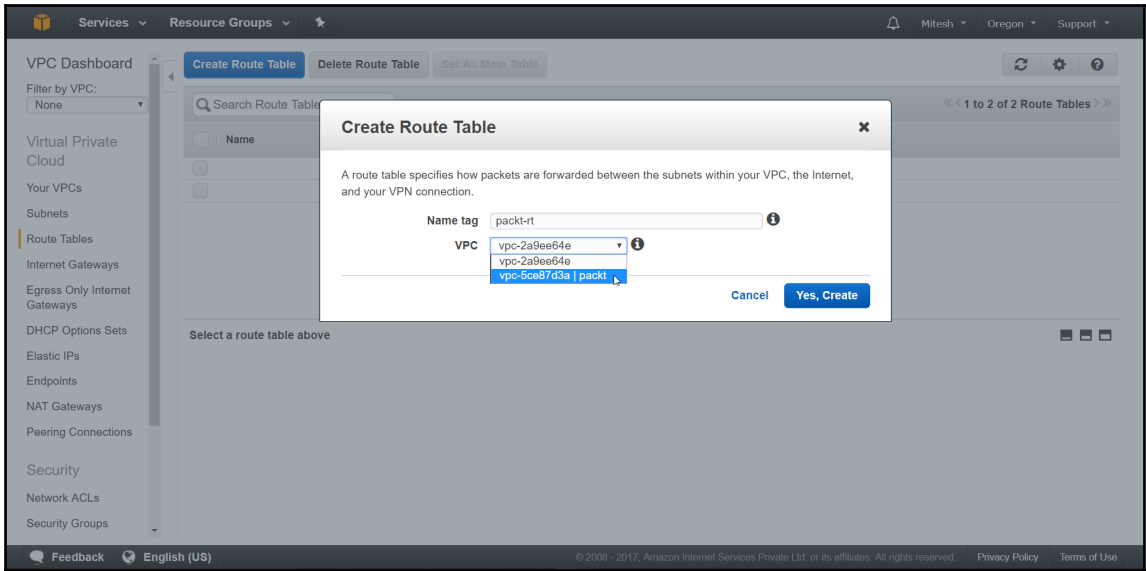 Services
Resource Groups
Mitesh
Oregon
Support
VPC Dashboard
Filter by VPC:
None
Virtual Private
Cloud
Your VPCs
Subnets
Route Tables
Internet Gateways
Egress Only Internet
Gateways
DHCP Options Sets
Elastic IPs
Endpoints
NAT Gateways
Peering Connections
Security
Network ACLs
Security Groups
Create Route Table
Delete Route Table
Set As Main Table
Search Route Table
1 to 2 of 2 Route Tables
Name
Create Route Table
A route table specifies how packets are forwarded between the subnets within your VPC, the Internet,
and your VPN connection.
Name tag packt-rt
VPC vpc-2a9ee64e
vpc-2a9ee64e
vpc-5ce87d3a | packt
Cancel Yes, Create
Select a route table above
Feedback English (US)
© 2008 - 2017, Amazon Internet Services Private Ltd. or its affiliates. All rights reserved. Privacy Policy Terms of Use